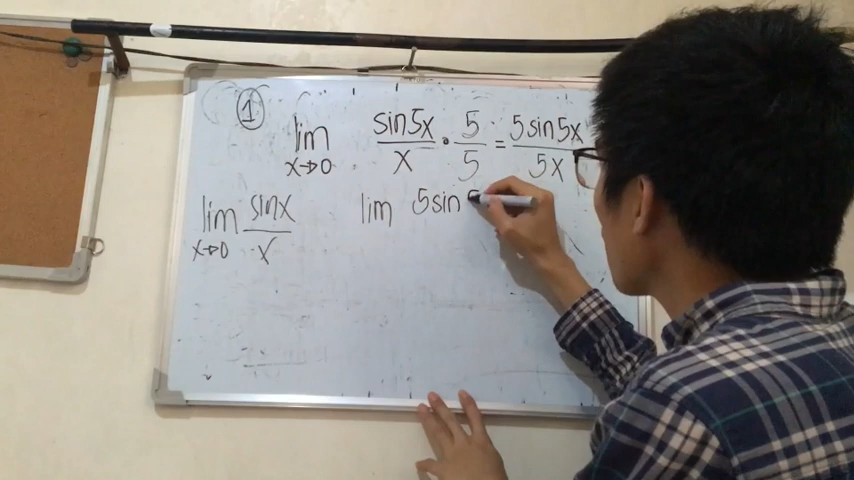 ①
lim x→0 sin5x/x · 5/5 = 5sin5x/5x
lim x→0 sinx/x
lim 5sin